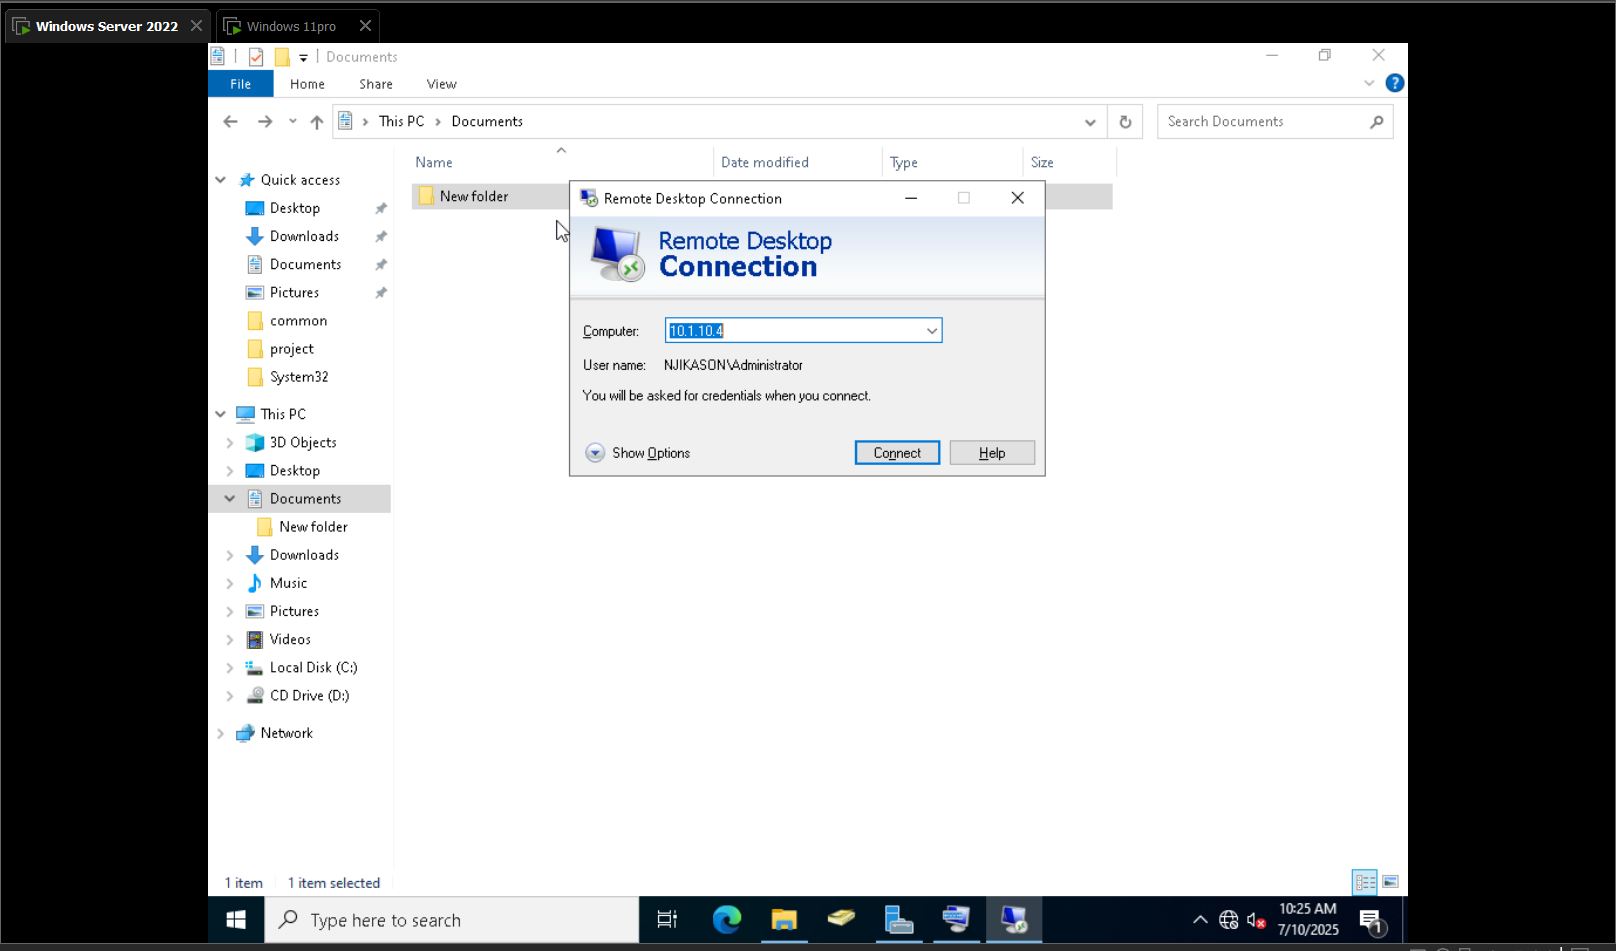 Windows Server 2022
Windows 11pro
Documents
File
Home
Share
View
This PC
Documents
Search Documents
Name
Date modified
Type
Size
Quick access
Desktop
Downloads
Documents
Pictures
common
project
System32
This PC
3D Objects
Desktop
Documents
New folder
Downloads
Music
Pictures
Videos
Local Disk (C:)
CD Drive (D:)
Network
New folder
Remote Desktop Connection
Remote Desktop
Connection
Computer:
10.1.10.4
User name:
NJIKASON\Administrator
You will be asked for credentials when you connect.
Show Options
Connect
Help
1 item
1 item selected
Type here to search
10:25 AM
7/10/2025
1